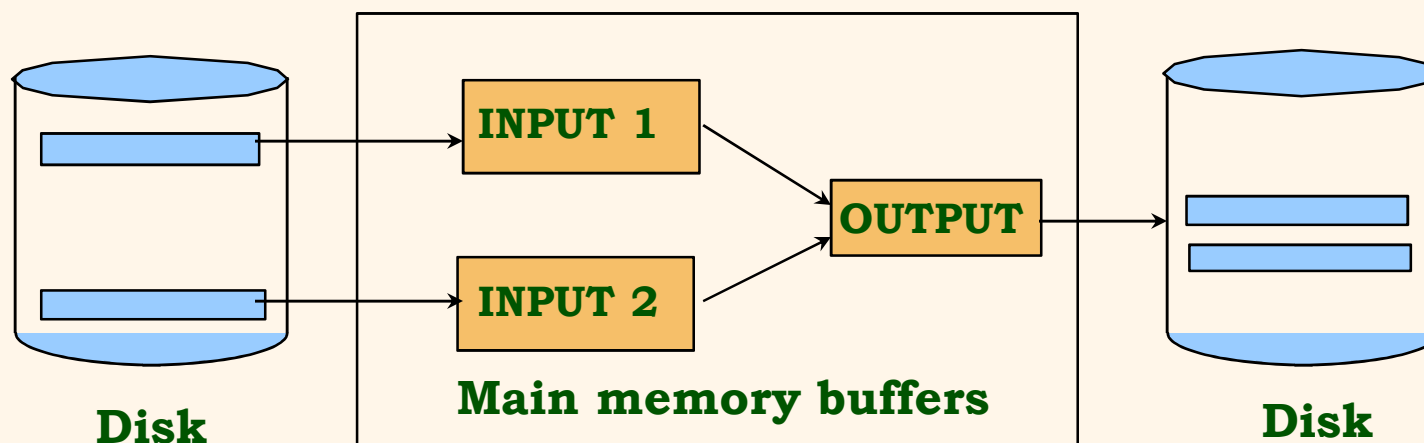 INPUT 1
OUTPUT
INPUT 2
Main memory buffers
Disk
Disk